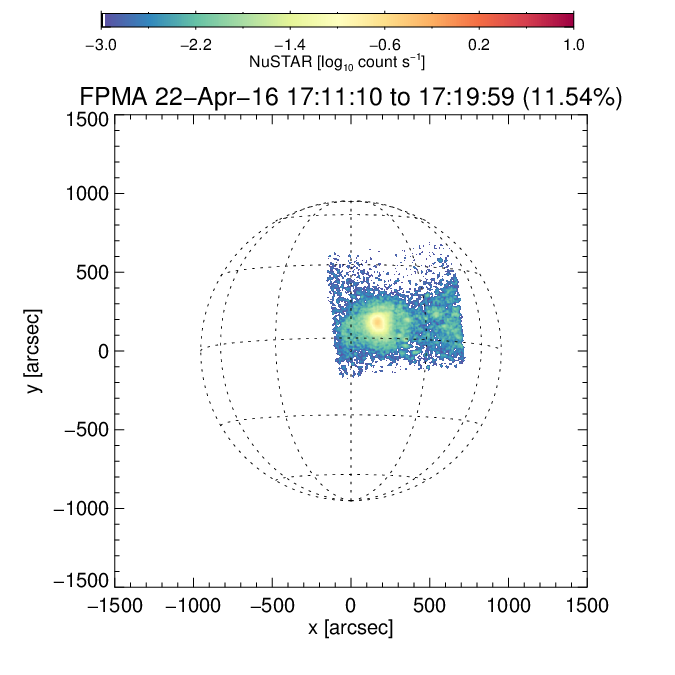 −3.0 −2.2 −1.4 −0.6 0.2 1.0
NuSTAR [log₁₀ count s⁻¹]
FPMA 22−Apr−16 17:11:10 to 17:19:59 (11.54%)
1500
1000
500
0
−500
−1000
−1500
y [arcsec]
−1500 −1000 −500 0 500 1000 1500
x [arcsec]